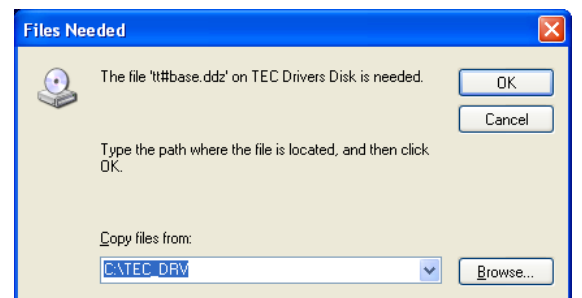 Files Needed
The file 'tt#base.ddz' on TEC Drivers Disk is needed.
OK
Cancel
Type the path where the file is located, and then click
OK.
Copy files from:
C:\TEC_DRV
Browse...